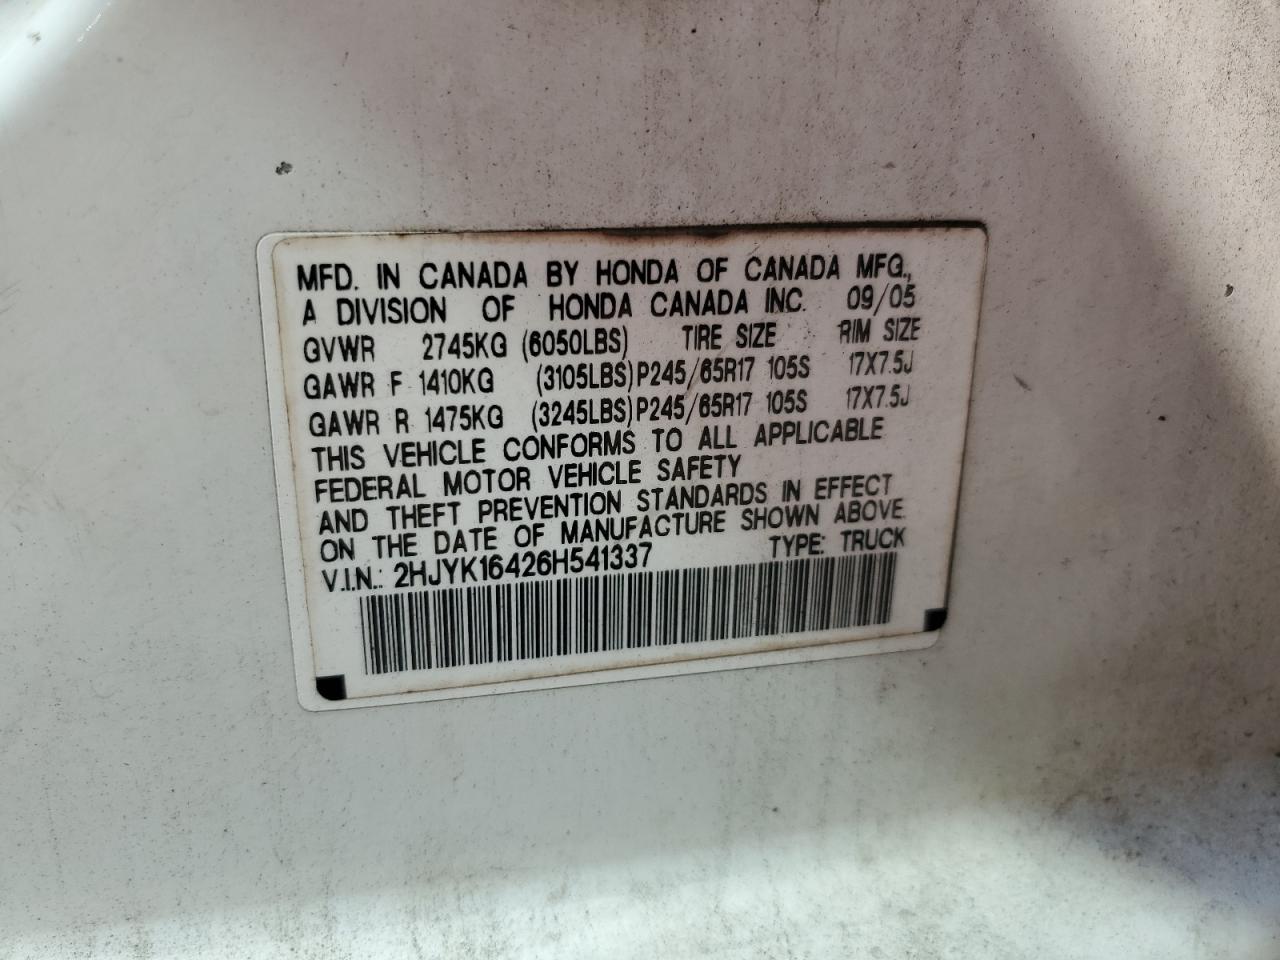 MFD. IN CANADA BY HONDA OF CANADA MFG.,
A DIVISION OF HONDA CANADA INC. 09/05
GVWR 2745KG (6050LBS) TIRE SIZE RIM SIZE
GAWR F 1410KG (3105LBS) P245/65R17 105S 17X7.5J
GAWR R 1475KG (3245LBS) P245/65R17 105S 17X7.5J
THIS VEHICLE CONFORMS TO ALL APPLICABLE
FEDERAL MOTOR VEHICLE SAFETY
AND THEFT PREVENTION STANDARDS IN EFFECT
ON THE DATE OF MANUFACTURE SHOWN ABOVE.
V.I.N.: 2HJYK16426H541337 TYPE: TRUCK